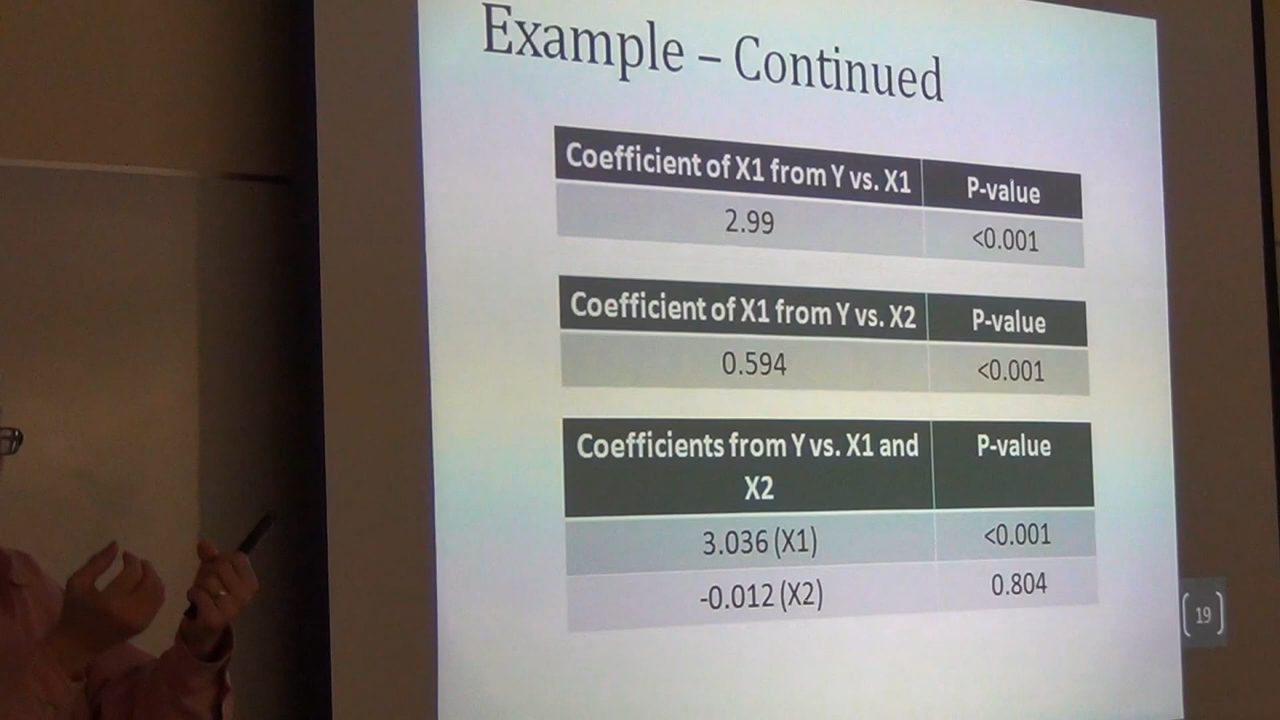 Example – Continued
Coefficient of X1 from Y vs. X1 P-value
2.99 <0.001
Coefficient of X1 from Y vs. X2 P-value
0.594 <0.001
Coefficients from Y vs. X1 and P-value
X2
3.036 (X1) <0.001
-0.012 (X2) 0.804
19